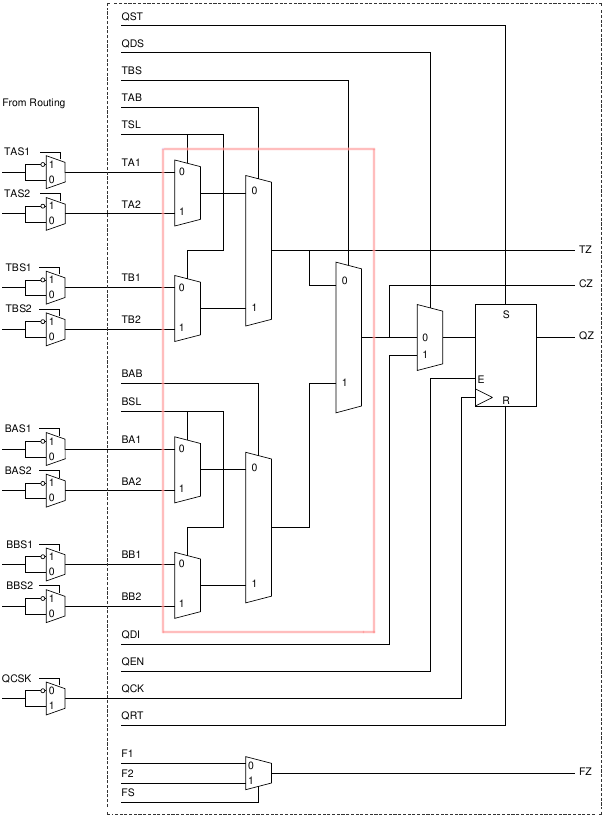 QST
QDS
TBS
From Routing
TAB
TSL
TAS1
1
0
TA1
0
TAS2
1
0
TA2
1
0
TBS1
1
0
TB1
0
TBS2
1
0
TB2
1
1
TZ
0
CZ
S
0
1
QZ
E
R
1
BAB
BSL
BAS1
1
0
BA1
0
BAS2
1
0
BA2
1
0
BBS1
1
0
BB1
0
BBS2
1
0
BB2
1
1
QDI
QEN
QCSK
0
1
QCK
QRT
F1
0
F2
1
FS
FZ